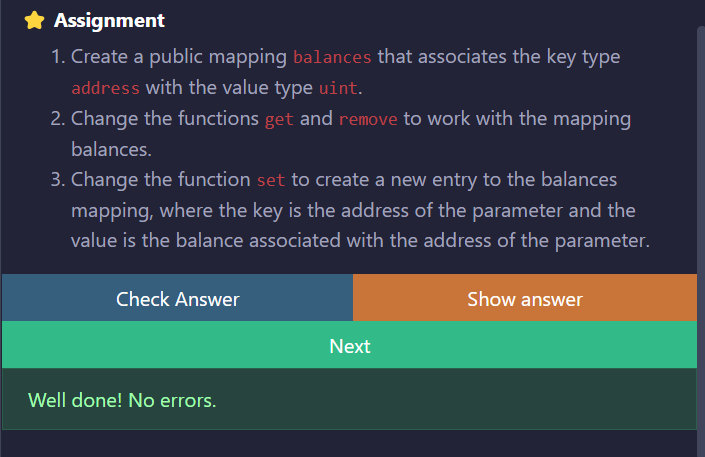 Assignment
1. Create a public mapping balances that associates the key type
address with the value type uint.
2. Change the functions get and remove to work with the mapping
balances.
3. Change the function set to create a new entry to the balances
mapping, where the key is the address of the parameter and the
value is the balance associated with the address of the parameter.
Check Answer
Show answer
Next
Well done! No errors.